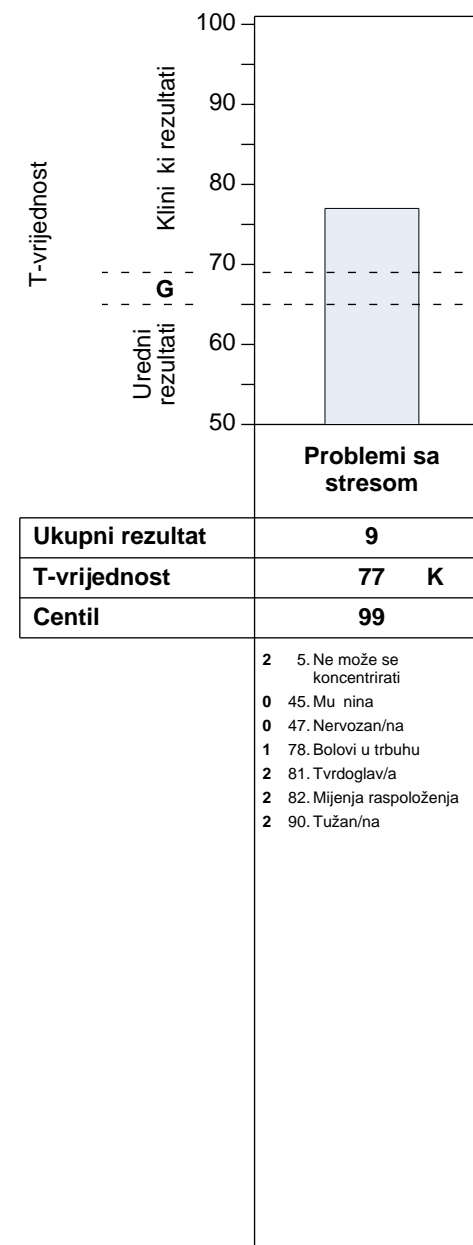 100
90
80
70
60
50
T-vrijednost
Klini ki rezultati
G
Uredni
rezultati
Problemi sa
stresom
Ukupni rezultat 9
T-vrijednost 77 K
Centil 99
2 5. Ne može se
koncentrirati
0 45. Mu nina
0 47. Nervozan/na
1 78. Bolovi u trbuhu
2 81. Tvrdoglav/a
2 82. Mijenja raspoloženja
2 90. Tužan/na